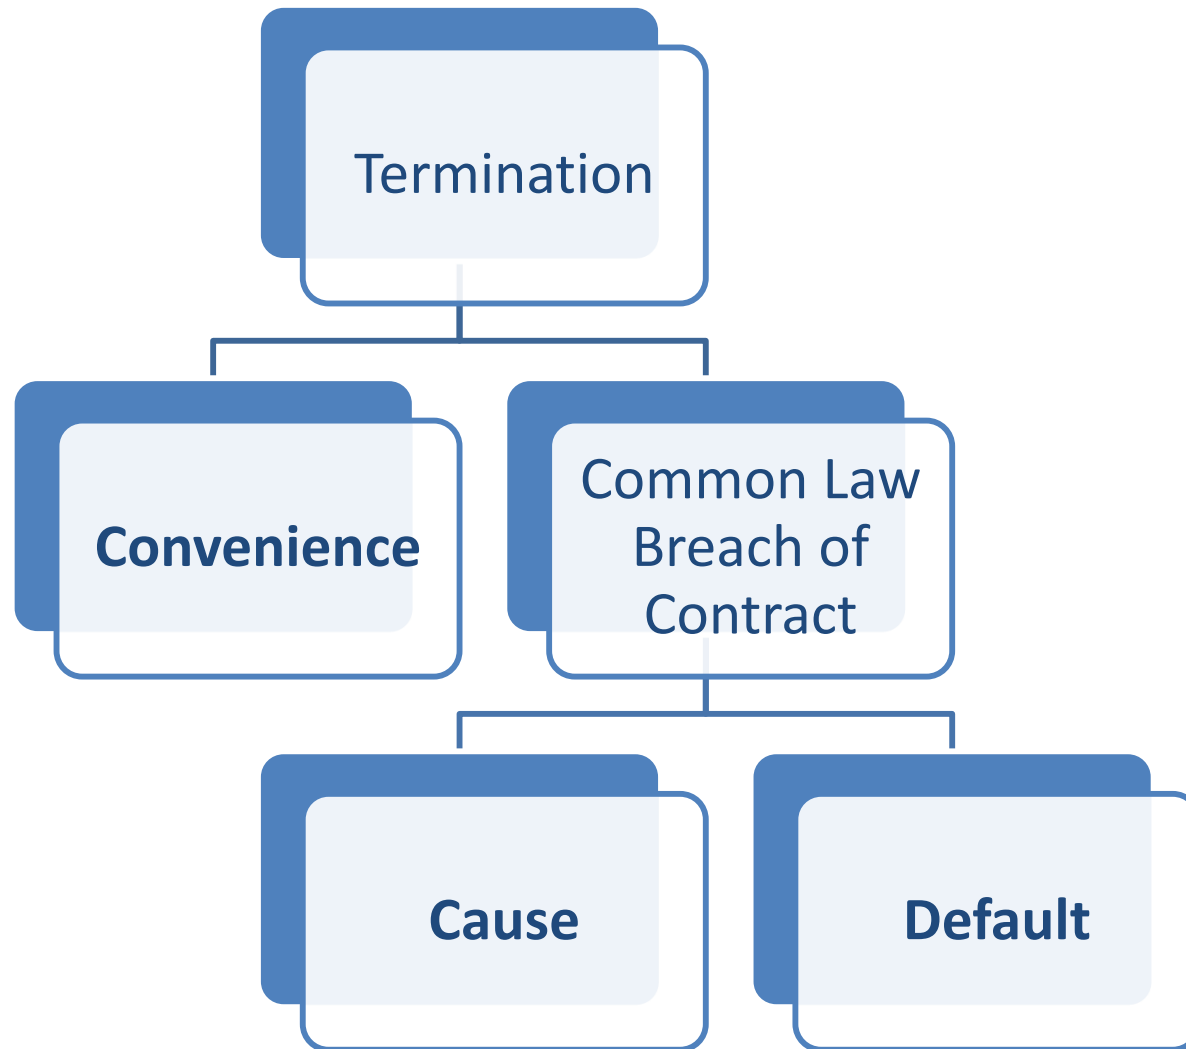 Termination
Convenience
Common Law
Breach of
Contract
Cause
Default